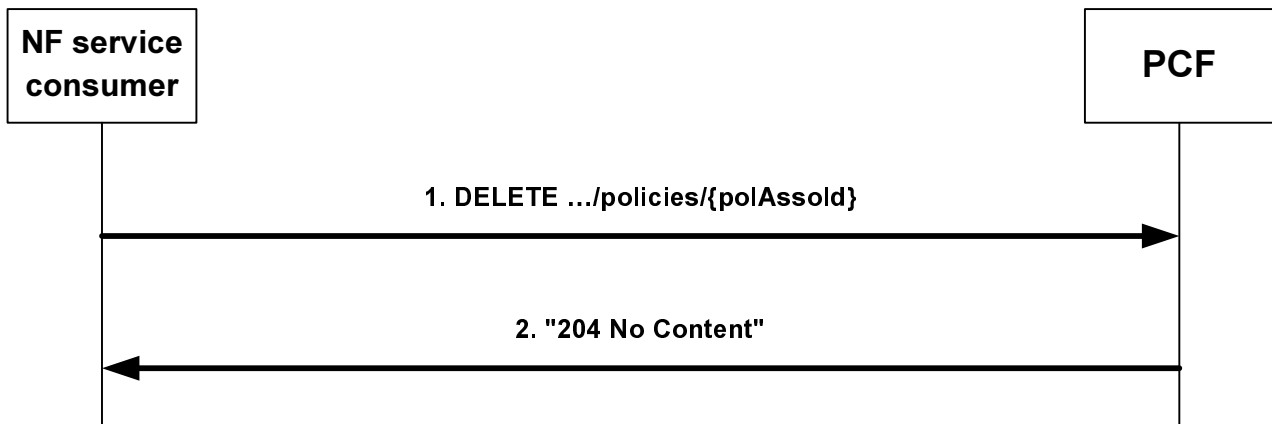 NF service
consumer
PCF
1. DELETE …/policies/{polAssoId}
2. "204 No Content"